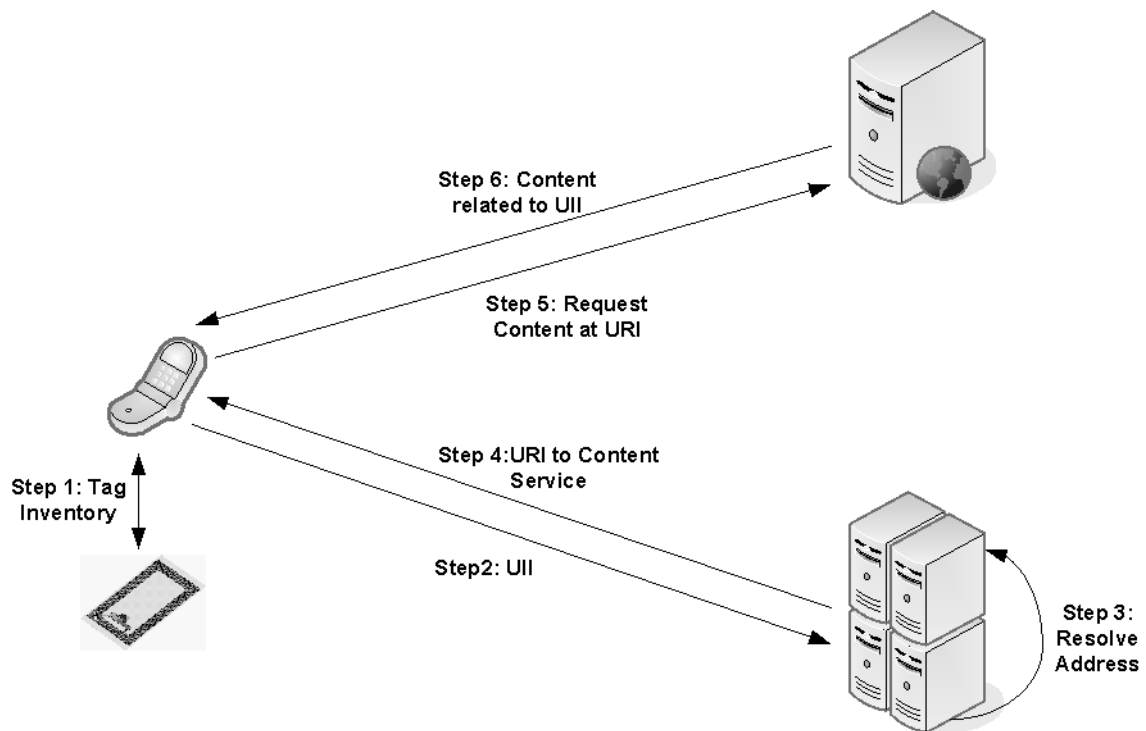 Step 6: Content
related to UII
Step 5: Request
Content at URI
Step 4:URI to Content
Service
Step 1: Tag
Inventory
Step2: UII
Step 3:
Resolve
Address